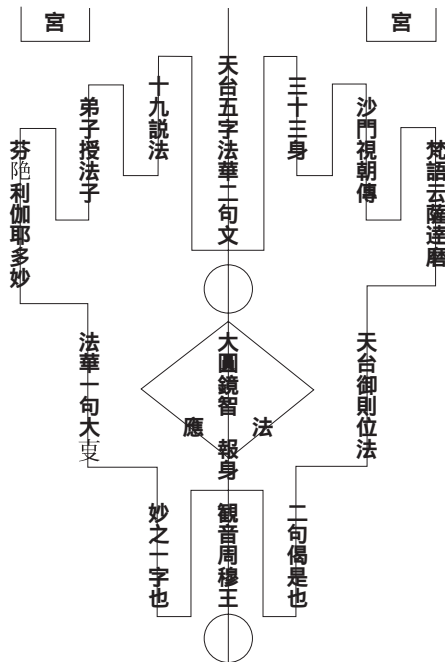 宮
宮
梵語云薩達磨
沙門視朝傳
三十三身
天台五字法華二句文
十九説法
弟子授法子
芬陁利伽耶多妙
天台御則位法
法
大圓鏡智 報身
應
法華一句大叓
二句偈是也
観音周穆王
妙之一字也